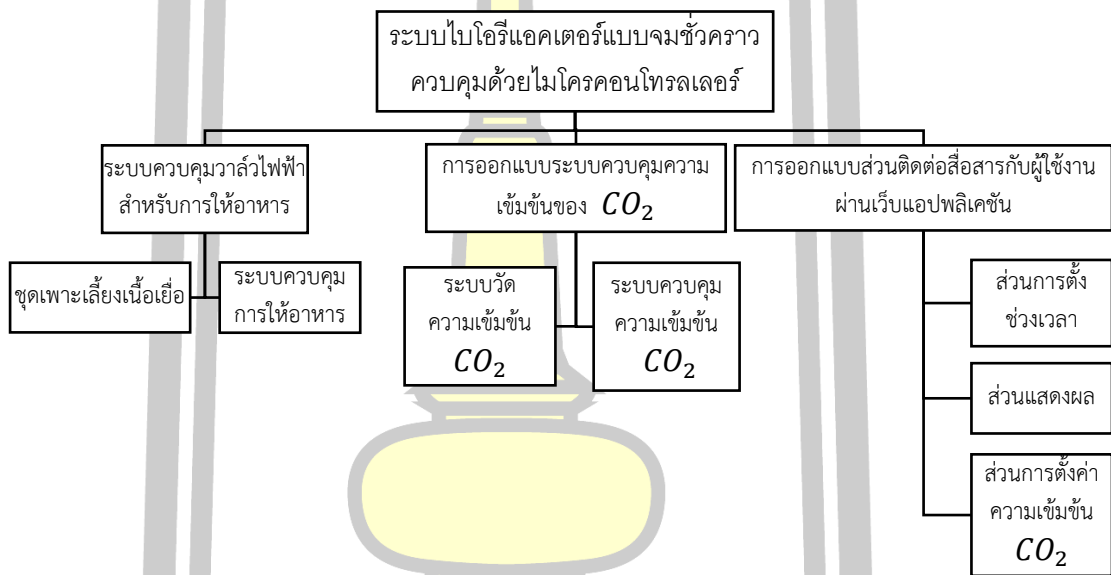 ระบบไบโอรีแอคเตอร์แบบจมชั่วคราว
ควบคุมด้วยไมโครคอนโทรลเลอร์
ระบบควบคุมวาล์วไฟฟ้า
สำหรับการให้อาหาร
การออกแบบระบบควบคุมความ
เข้มข้นของ CO₂
การออกแบบส่วนติดต่อสื่อสารกับผู้ใช้งาน
ผ่านเว็บแอปพลิเคชัน
ชุดเพาะเลี้ยงเนื้อเยื่อ
ระบบควบคุม
การให้อาหาร
ระบบวัด
ความเข้มข้น
CO₂
ระบบควบคุม
ความเข้มข้น
CO₂
ส่วนการตั้ง
ช่วงเวลา
ส่วนแสดงผล
ส่วนการตั้งค่า
ความเข้มข้น
CO₂